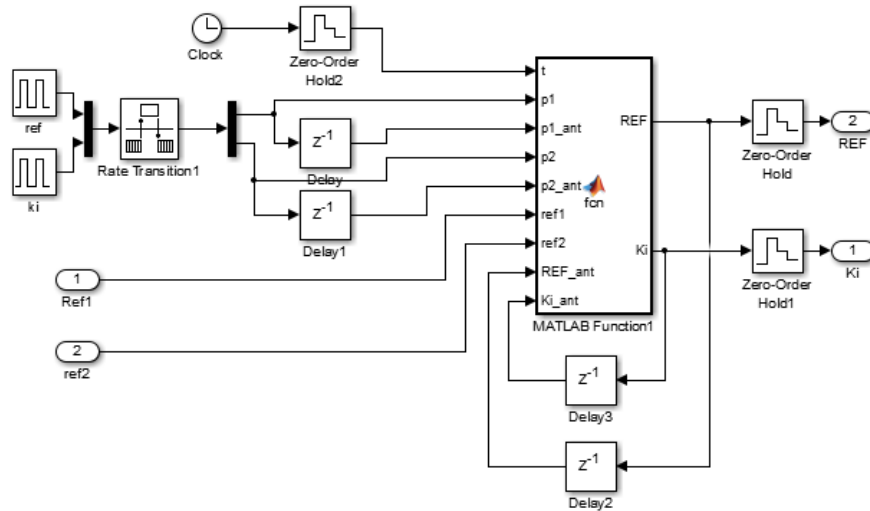 Clock
Zero-Order
Hold2
ref
ki
Rate Transition1
z-1
Delay
z-1
Delay1
1
Ref1
2
ref2
t
p1
p1_ant
p2
p2_ant
ref1
ref2
REF_ant
Ki_ant
fcn
REF
Ki
MATLAB Function1
Zero-Order
Hold
2
REF
Zero-Order
Hold1
1
Ki
z-1
Delay3
z-1
Delay2